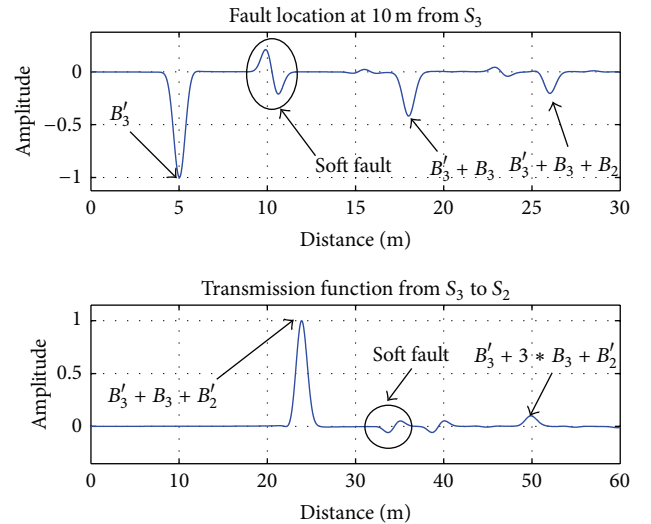 Fault location at 10 m from S₃
Amplitude
0
−0.5
−1
B′₃
Soft fault
B′₃ + B₃
B′₃ + B₃ + B₂
0 5 10 15 20 25 30
Distance (m)
Transmission function from S₃ to S₂
Amplitude
1
0.5
0
B′₃ + B₃ + B′₂
Soft fault
B′₃ + 3 ∗ B₃ + B′₂
0 10 20 20 40 50 60
Distance (m)